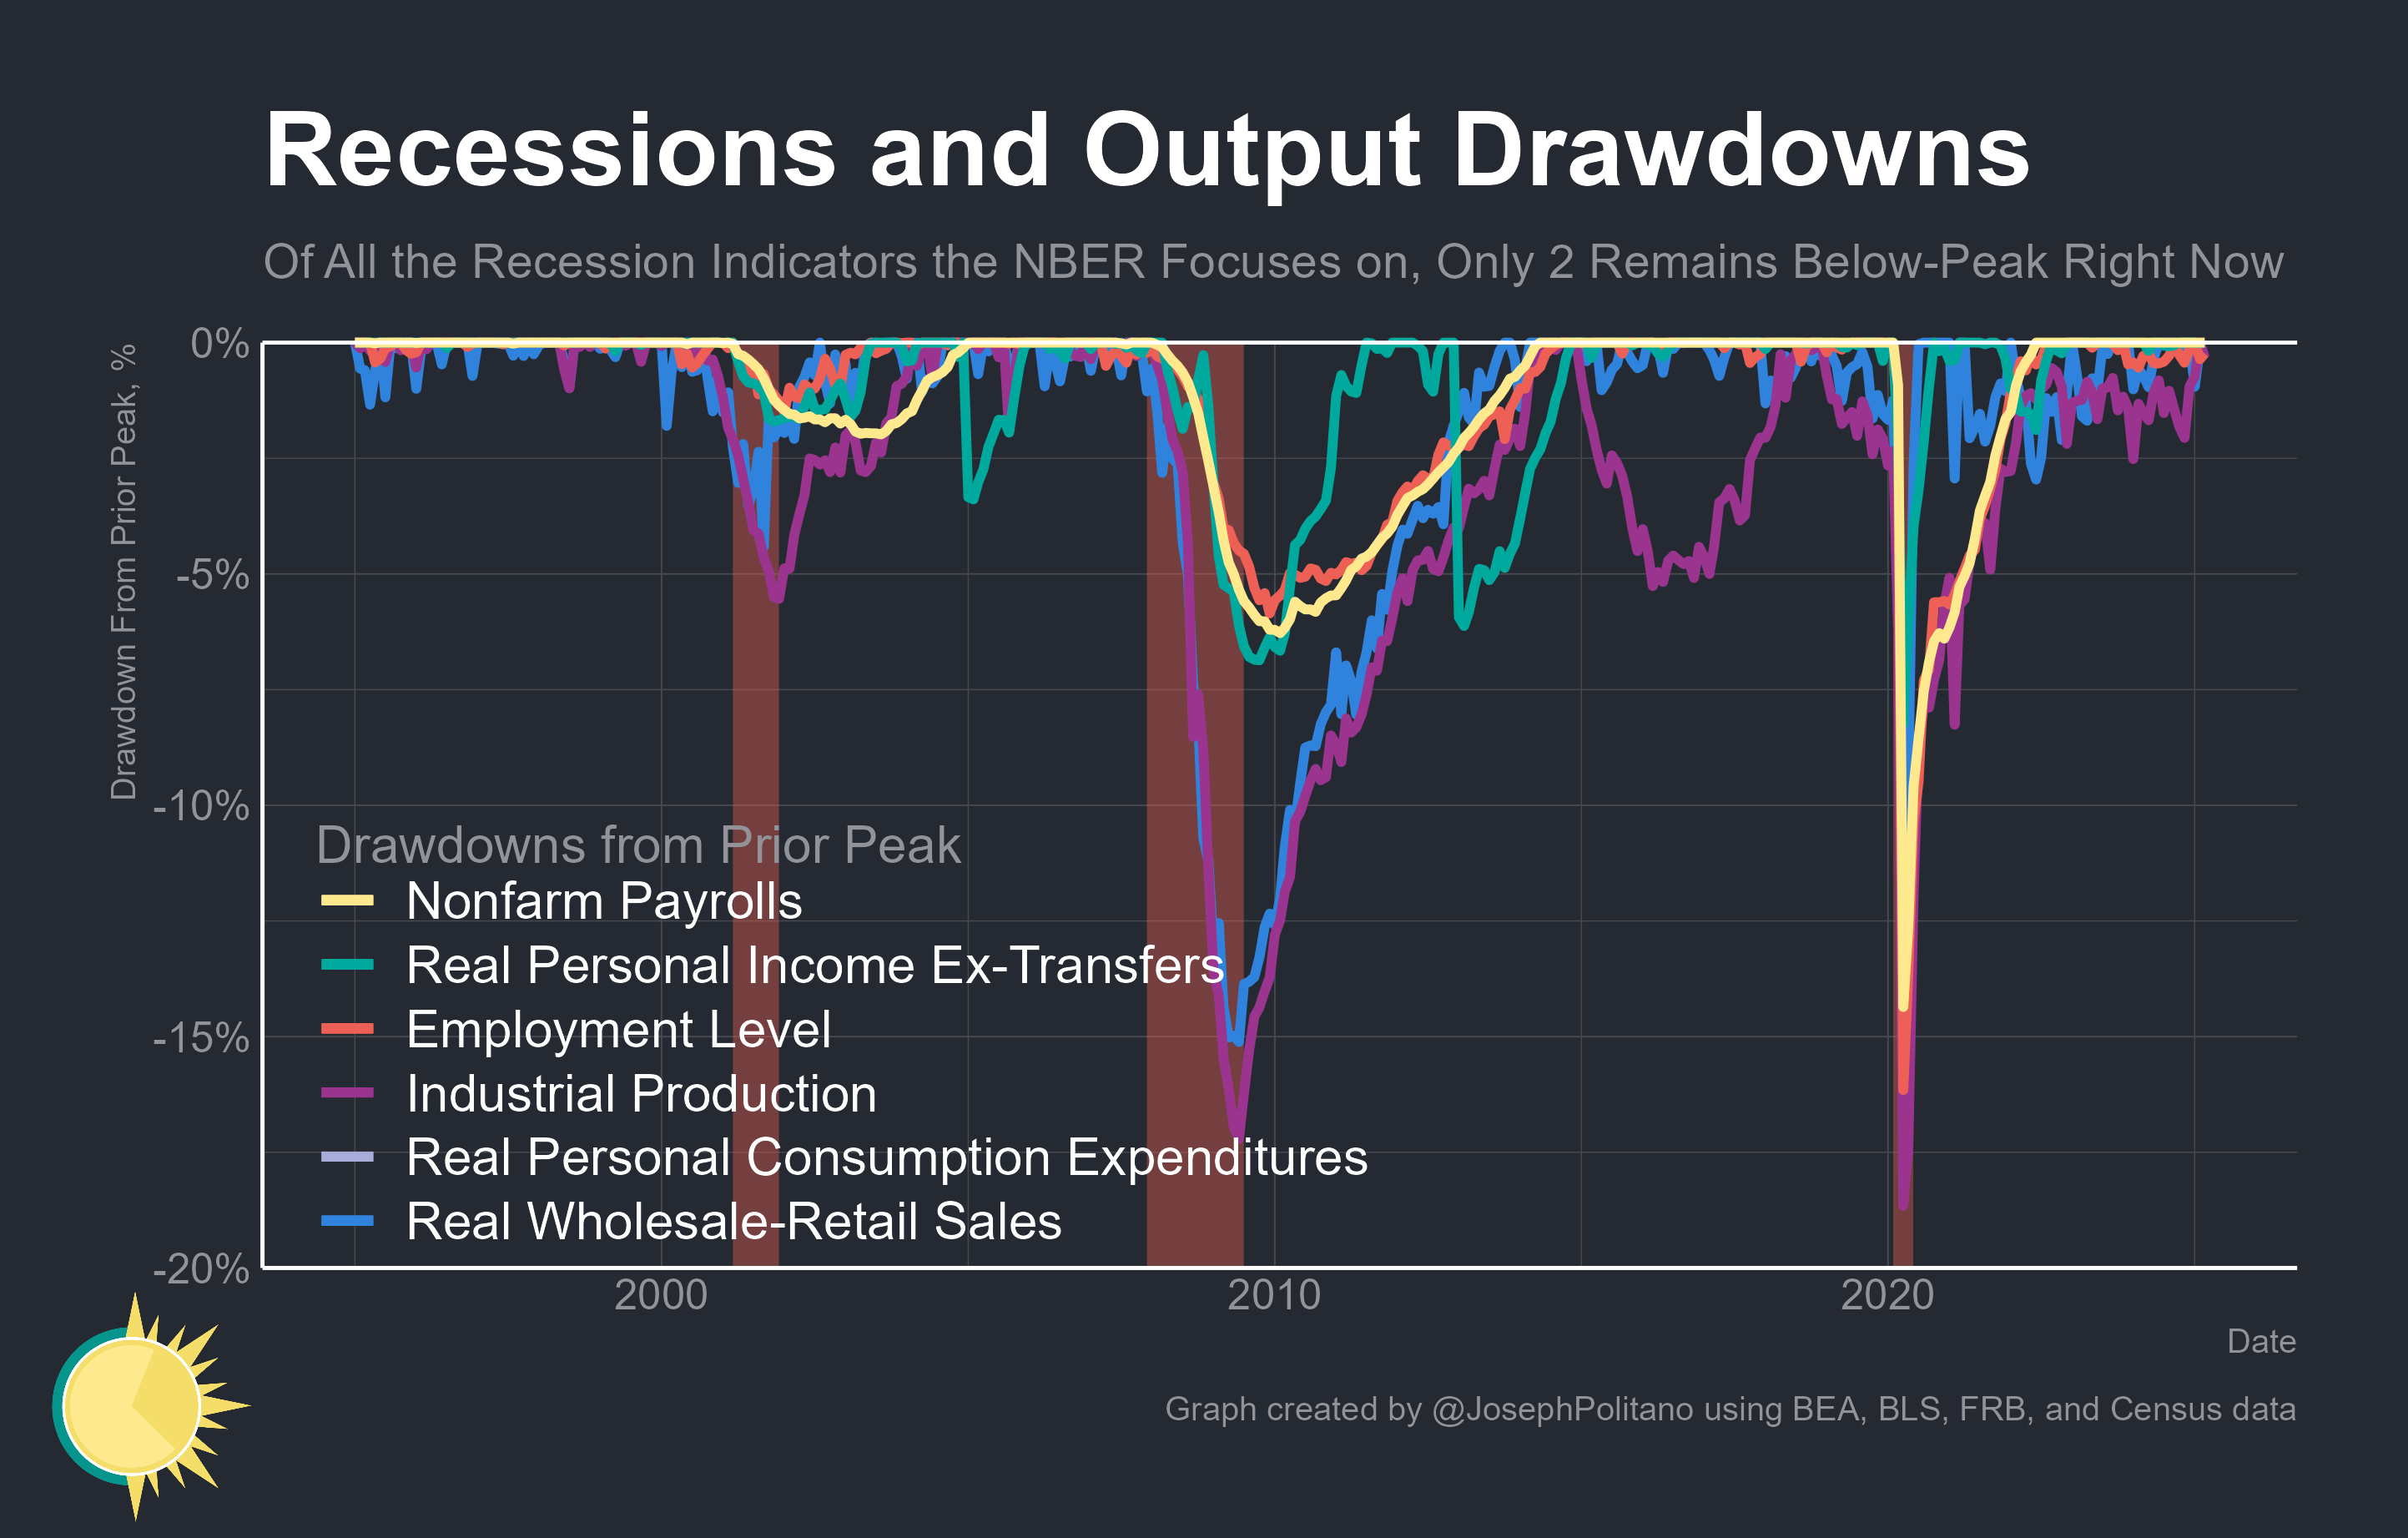 Recessions and Output Drawdowns
Of All the Recession Indicators the NBER Focuses on, Only 2 Remains Below-Peak Right Now
Drawdown From Prior Peak, %
0%
-5%
-10%
-15%
-20%
Drawdowns from Prior Peak
Nonfarm Payrolls
Real Personal Income Ex-Transfers
Employment Level
Industrial Production
Real Personal Consumption Expenditures
Real Wholesale-Retail Sales
2000
2010
2020
Date
Graph created by @JosephPolitano using BEA, BLS, FRB, and Census data